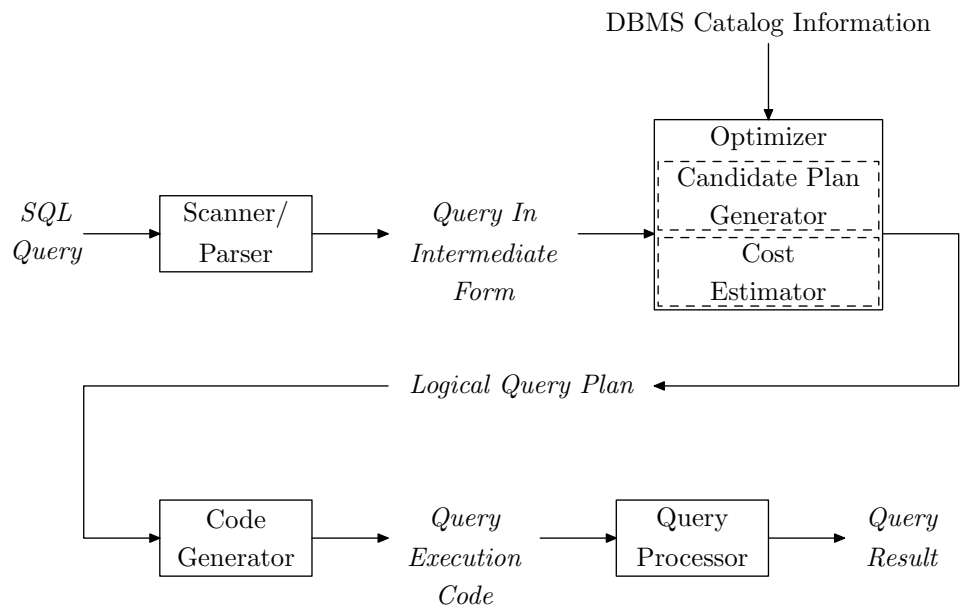 DBMS Catalog Information
Optimizer
Candidate Plan
Generator
Cost
Estimator
SQL
Query
Scanner/
Parser
Query In
Intermediate
Form
Logical Query Plan
Code
Generator
Query
Execution
Code
Query
Processor
Query
Result